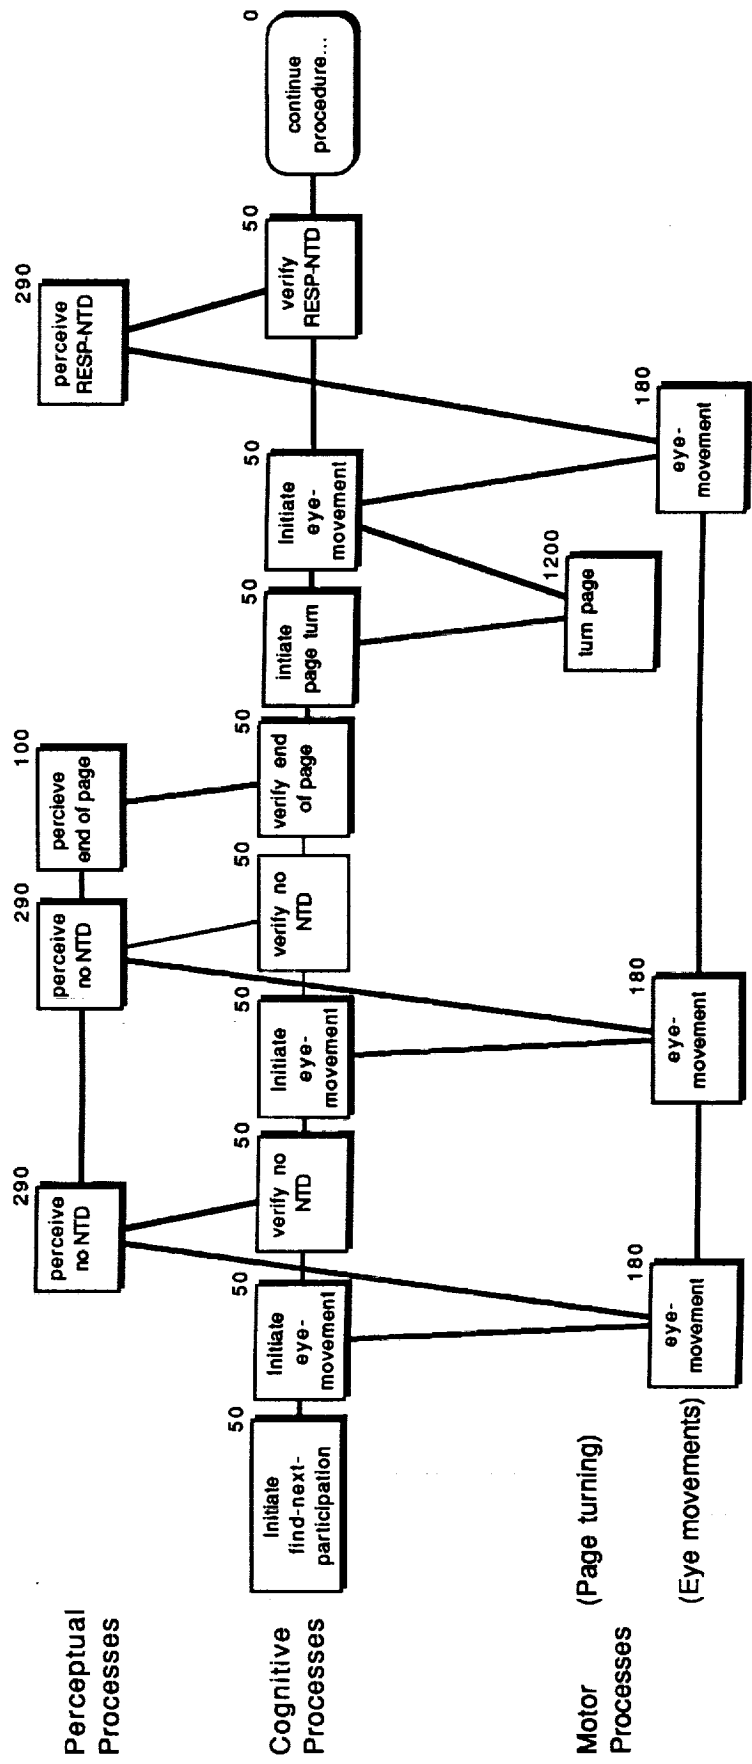 Perceptual
Processes
290
perceive
no NTD
290
perceive
no NTD
100
percieve
end of page
290
perceive
RESP-NTD
Cognitive
Processes
50
Initiate
find-next-
participation
50
Initiate
eye-
movement
50
verify no
NTD
50
Initiate
eye-
movement
50
verify no
NTD
50
verify end
of page
50
intiate
page turn
50
Initiate
eye-
movement
50
verify
RESP-NTD
0
continue
procedure...
Motor
Processes
(Page turning)
1200
turn page
(Eye movements)
180
eye-
movement
180
eye-
movement
180
eye-
movement